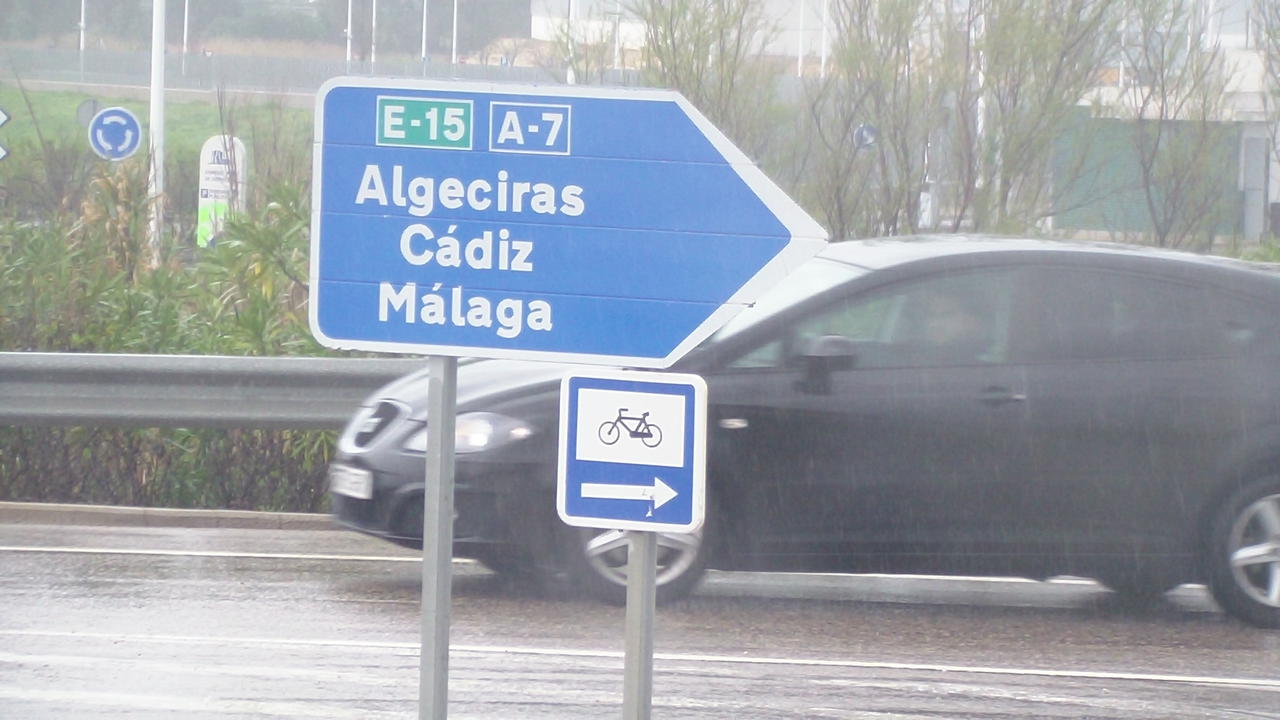 E-15 A-7
Algeciras
Cádiz
Málaga